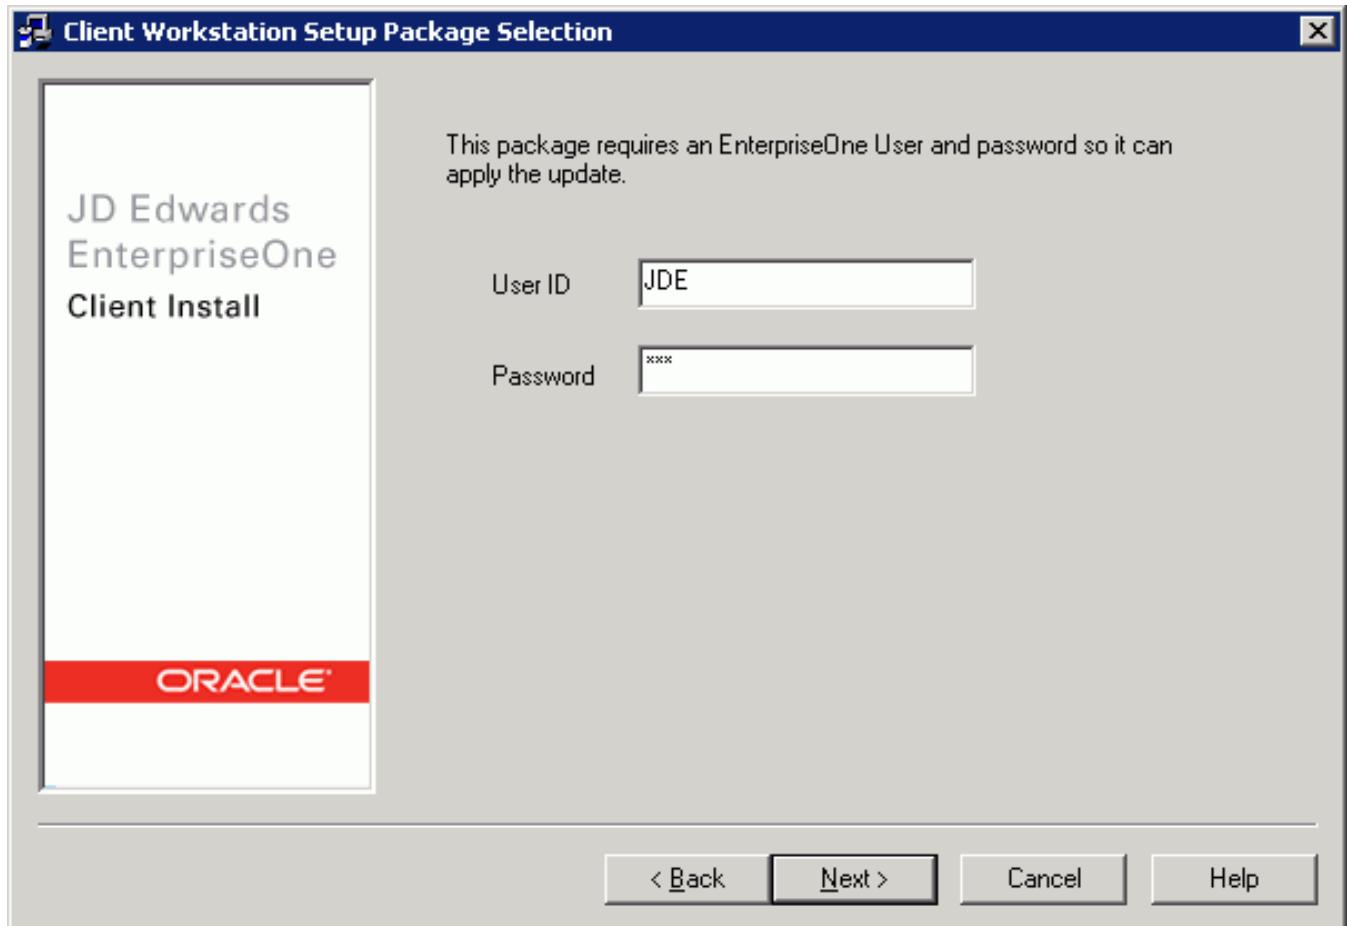 Client Workstation Setup Package Selection
JD Edwards
EnterpriseOne
Client Install
ORACLE
This package requires an EnterpriseOne User and password so it can
apply the update.
User ID
JDE
Password
***
< Back
Next >
Cancel
Help